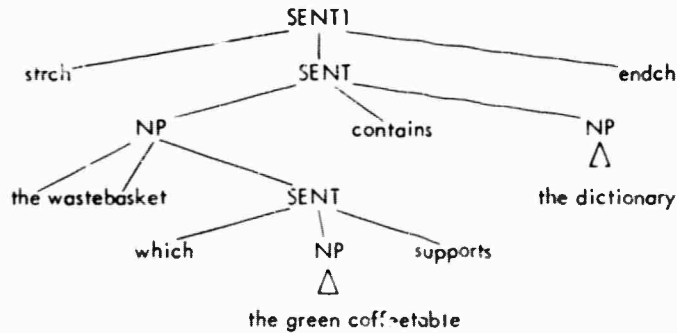 SENT1
strch SENT endch
NP contains NP
the wastebasket SENT the dictionary
which NP supports
the green coffeetable